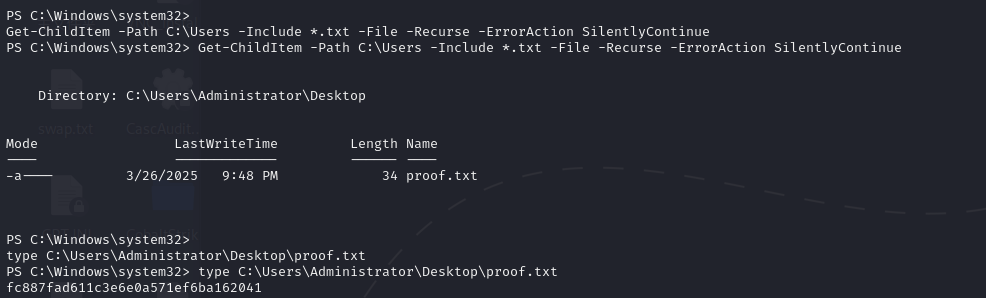 PS C:\Windows\system32>
Get-ChildItem -Path C:\Users -Include *.txt -File -Recurse -ErrorAction SilentlyContinue
PS C:\Windows\system32> Get-ChildItem -Path C:\Users -Include *.txt -File -Recurse -ErrorAction SilentlyContinue
Directory: C:\Users\Administrator\Desktop
swap.txt
Mode LastWriteTime Length Name
---- ------------- ------ ----
-a---- 3/26/2025 9:48 PM 34 proof.txt
PS C:\Windows\system32>
type C:\Users\Administrator\Desktop\proof.txt
PS C:\Windows\system32> type C:\Users\Administrator\Desktop\proof.txt
fc887fad611c3e6e0a571ef6ba162041